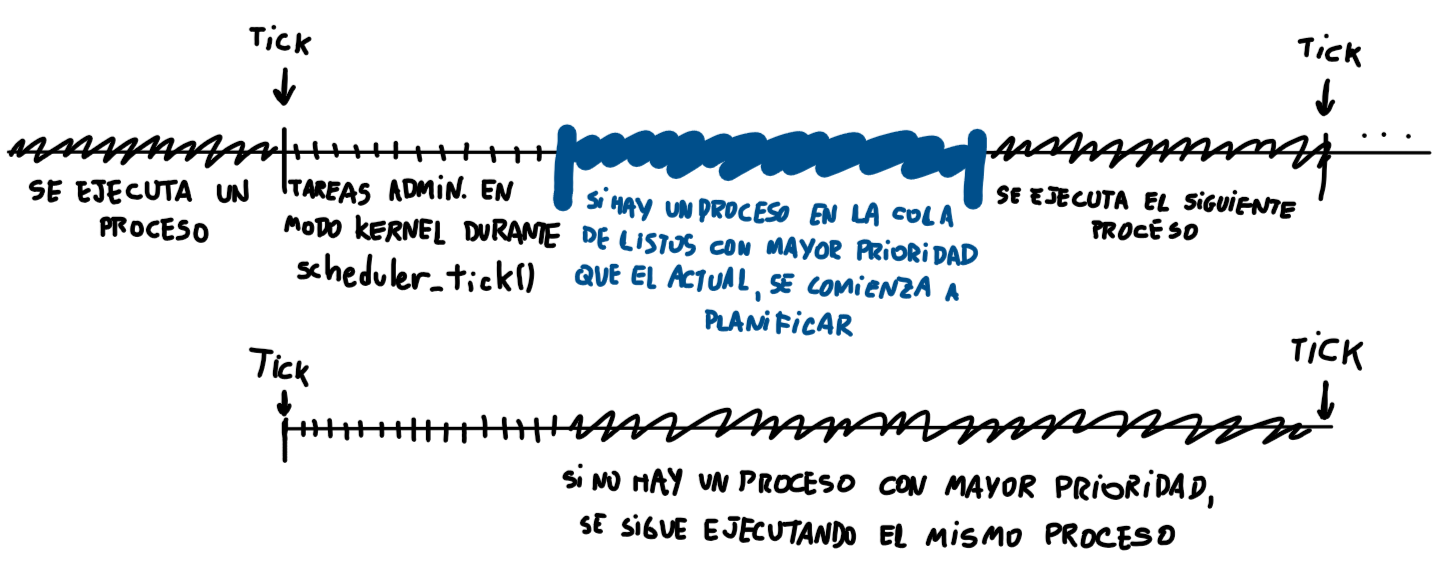 Tick
Tick
...
SE EJECUTA UN
PROCESO
TAREAS ADMIN. EN
MODO KERNEL DURANTE
scheduler_tick()
Si HAY UN PROCESO EN LA COLA
DE LISTOS CON MAYOR PRIORIDAD
QUE EL ACTUAL, SE COMIENZA A
PLANIFICAR
SE EJECUTA EL SIGUIENTE
PROCESO
Tick
TICK
Si NO HAY UN PROCESO CON MAYOR PRIORIDAD,
SE SIGUE EJECUTANDO EL MISMO PROCESO